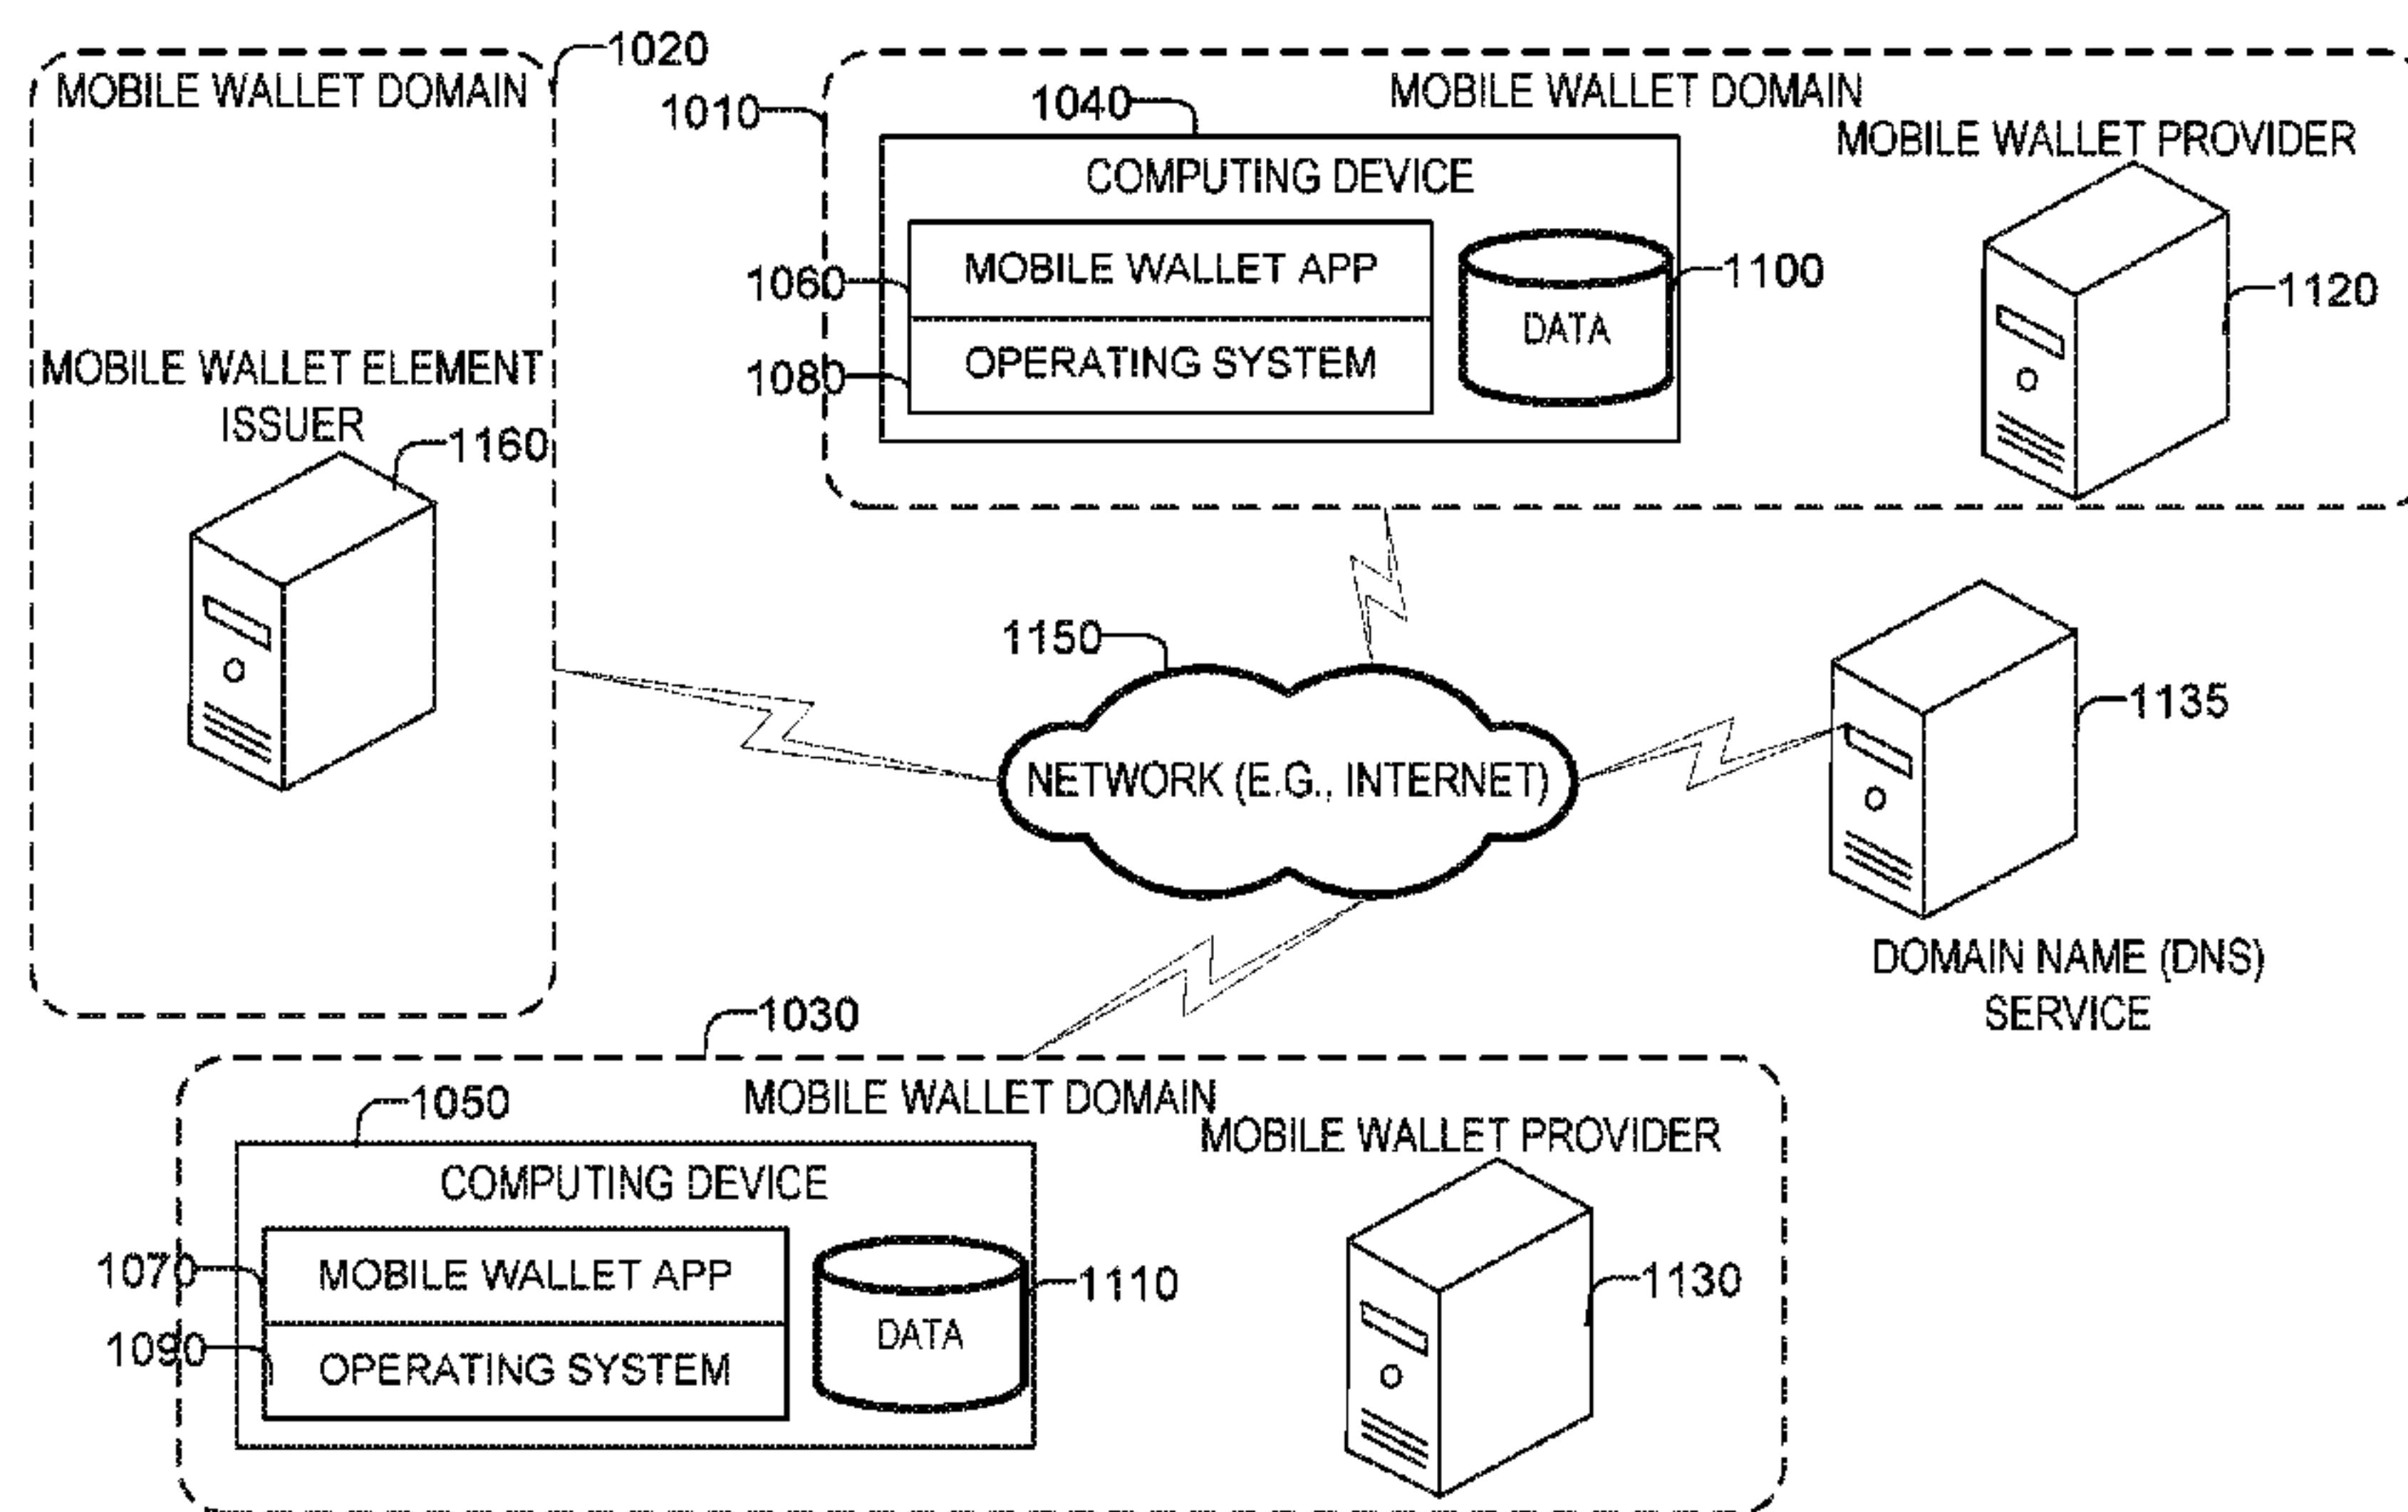 1020
MOBILE WALLET DOMAIN
MOBILE WALLET ELEMENT
ISSUER
1160
1010
MOBILE WALLET DOMAIN
1040
MOBILE WALLET PROVIDER
COMPUTING DEVICE
1060
MOBILE WALLET APP
1100
DATA
1120
1080
OPERATING SYSTEM
1150
NETWORK (E.G., INTERNET)
1135
DOMAIN NAME (DNS)
SERVICE
1030
MOBILE WALLET DOMAIN
1050
MOBILE WALLET PROVIDER
COMPUTING DEVICE
1070
MOBILE WALLET APP
1110
DATA
1130
1090
OPERATING SYSTEM